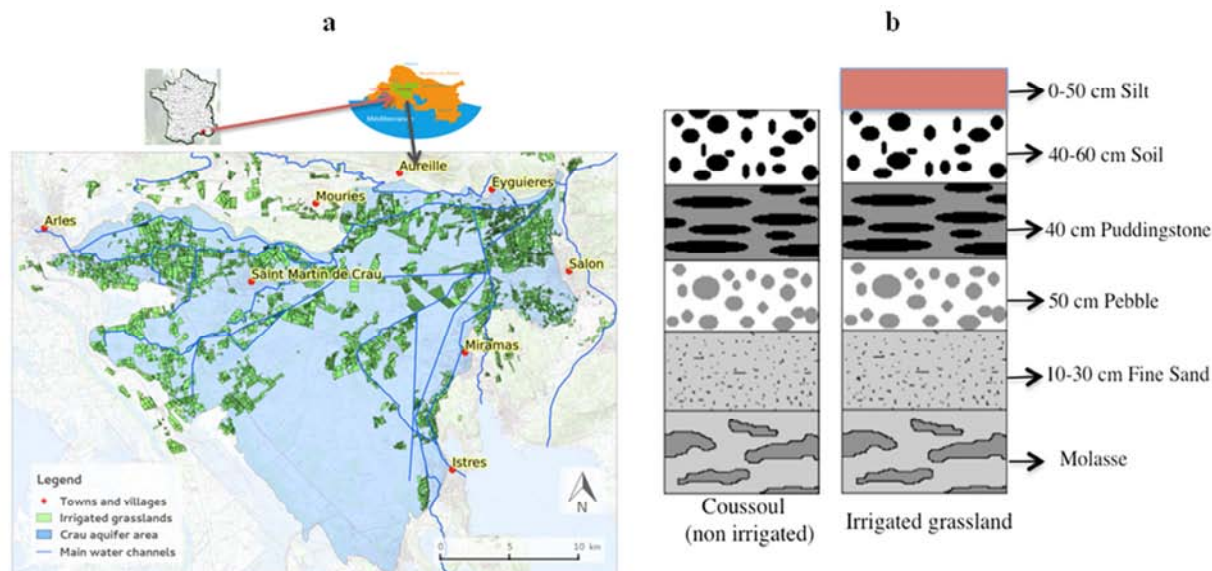 a
b
Méditerranée
Aureille
Eyguieres
Mouries
Arles
Salon
Saint Martin de Crau
Miramas
Istres
Legend
Towns and villages
Irrigated grasslands
Crau aquifer area
Main water channels
N
0 5 10 km
0-50 cm Silt
40-60 cm Soil
40 cm Puddingstone
50 cm Pebble
10-30 cm Fine Sand
Molasse
Coussoul
(non irrigated)
Irrigated grassland